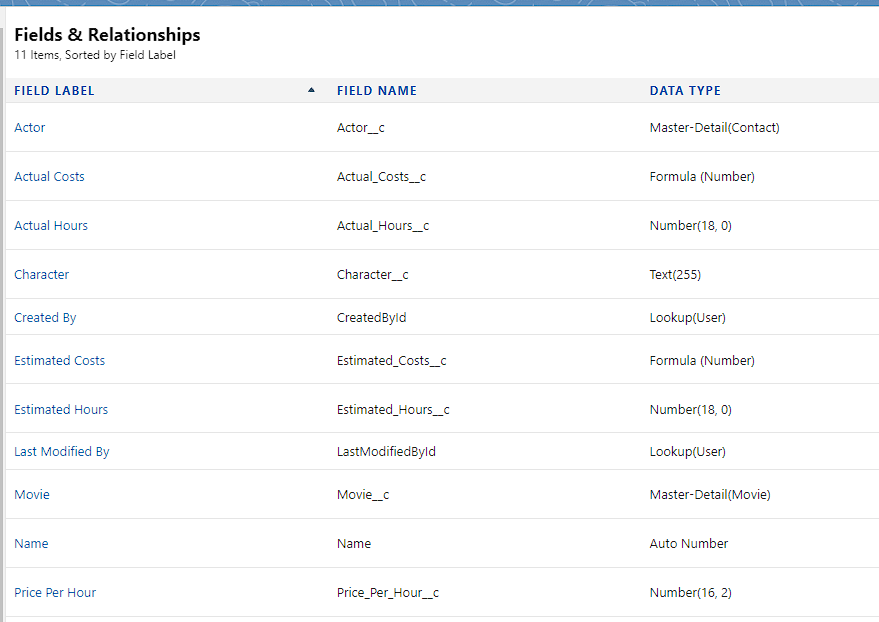 Fields & Relationships
11 Items, Sorted by Field Label
FIELD LABEL FIELD NAME DATA TYPE
Actor Actor__c Master-Detail(Contact)
Actual Costs Actual_Costs__c Formula (Number)
Actual Hours Actual_Hours__c Number(18, 0)
Character Character__c Text(255)
Created By CreatedById Lookup(User)
Estimated Costs Estimated_Costs__c Formula (Number)
Estimated Hours Estimated_Hours__c Number(18, 0)
Last Modified By LastModifiedById Lookup(User)
Movie Movie__c Master-Detail(Movie)
Name Name Auto Number
Price Per Hour Price_Per_Hour__c Number(16, 2)